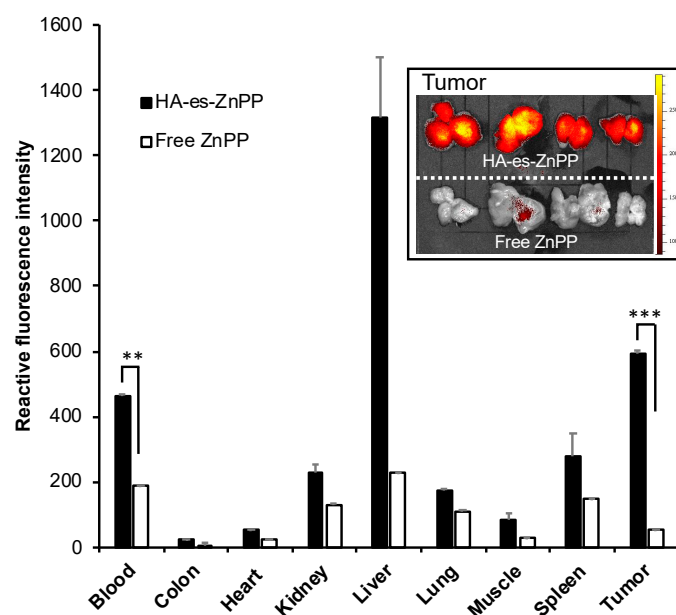 1600
1400
1200
1000
800
600
400
200
0
Reactive fluorescence intensity
HA-es-ZnPP
Free ZnPP
Tumor
HA-es-ZnPP
Free ZnPP
**
***
Blood
Colon
Heart
Kidney
Liver
Lung
Muscle
Spleen
Tumor